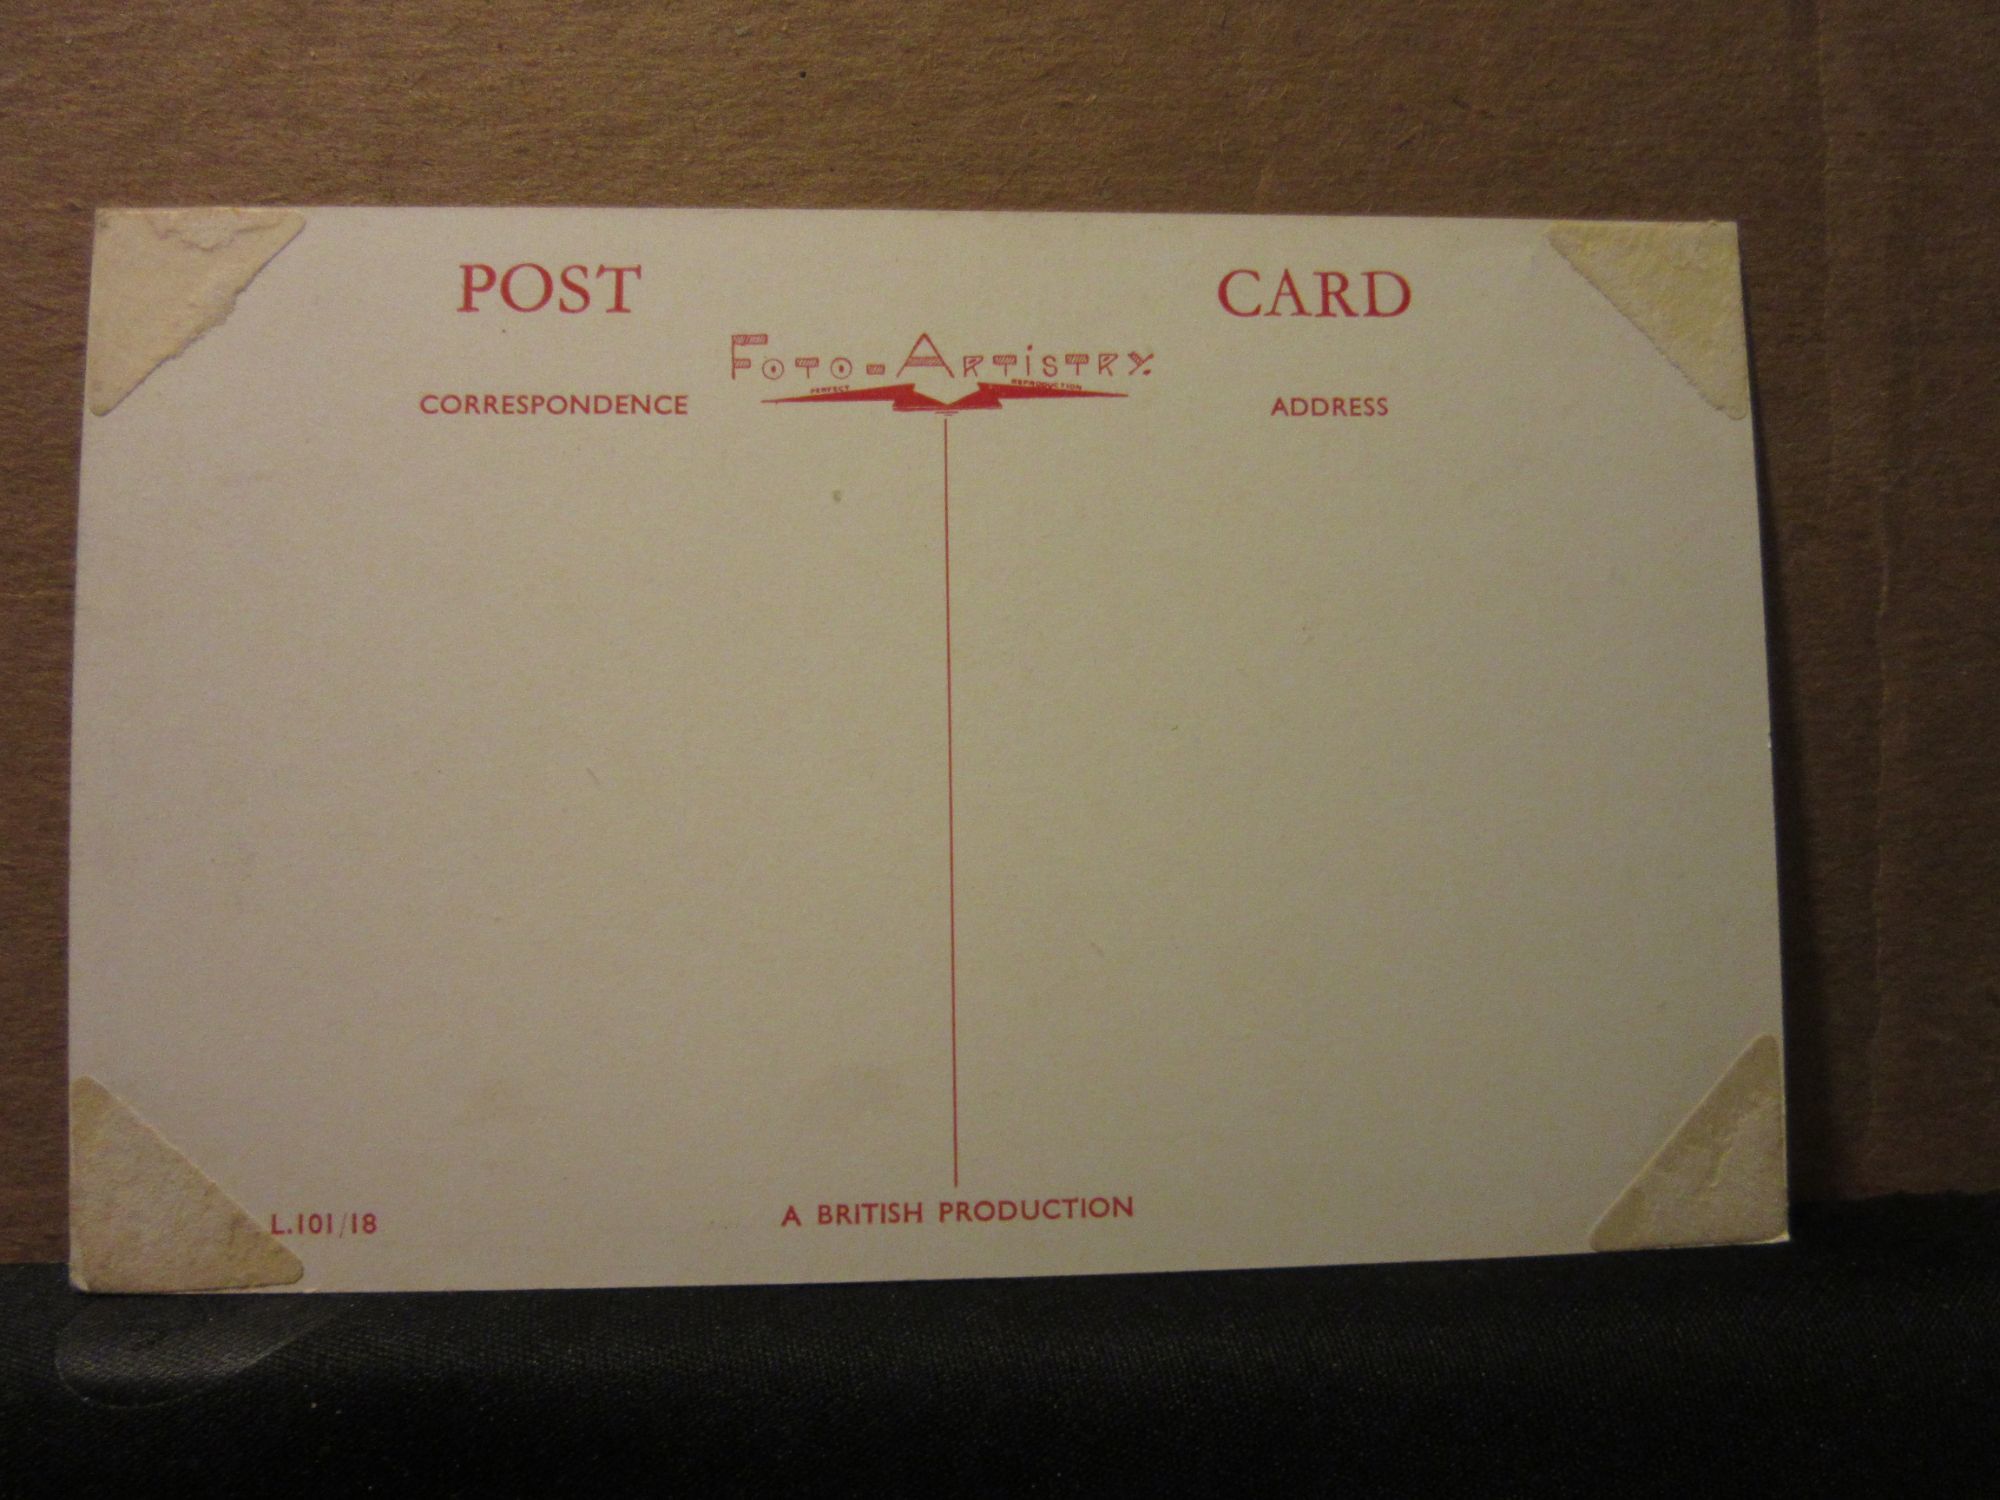 POST CARD
FOTO-ARTISTRY.
PERFECT REPRODUCTION
CORRESPONDENCE ADDRESS
L.101/18
A BRITISH PRODUCTION